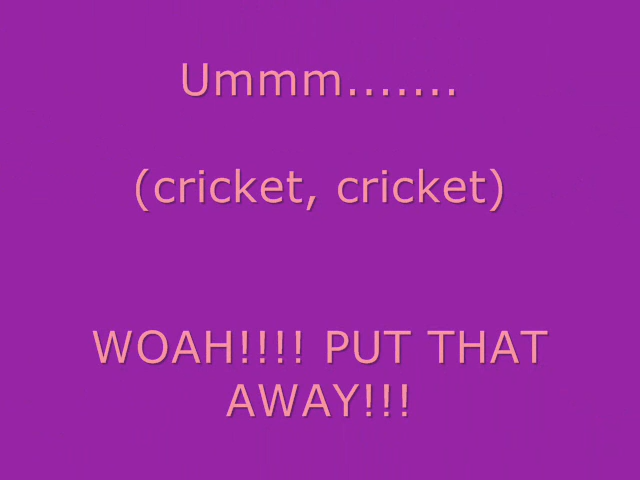 Ummm.......
(cricket, cricket)
WOAH!!!! PUT THAT
AWAY!!!